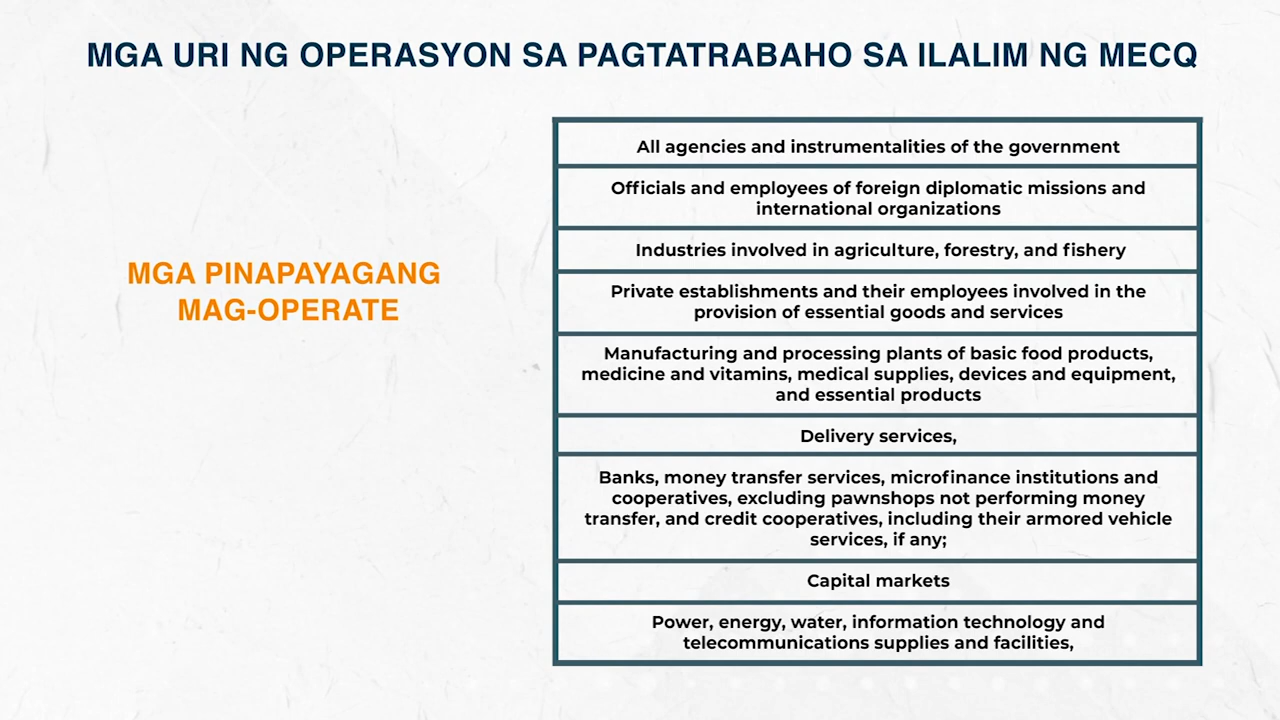 MGA URI NG OPERASYON SA PAGTATRABAHO SA ILALIM NG MECQ
MGA PINAPAYAGANG
MAG-OPERATE
All agencies and instrumentalities of the government
Officials and employees of foreign diplomatic missions and
international organizations
Industries involved in agriculture, forestry, and fishery
Private establishments and their employees involved in the
provision of essential goods and services
Manufacturing and processing plants of basic food products,
medicine and vitamins, medical supplies, devices and equipment,
and essential products
Delivery services,
Banks, money transfer services, microfinance institutions and
cooperatives, excluding pawnshops not performing money
transfer, and credit cooperatives, including their armored vehicle
services, if any;
Capital markets
Power, energy, water, information technology and
telecommunications supplies and facilities,